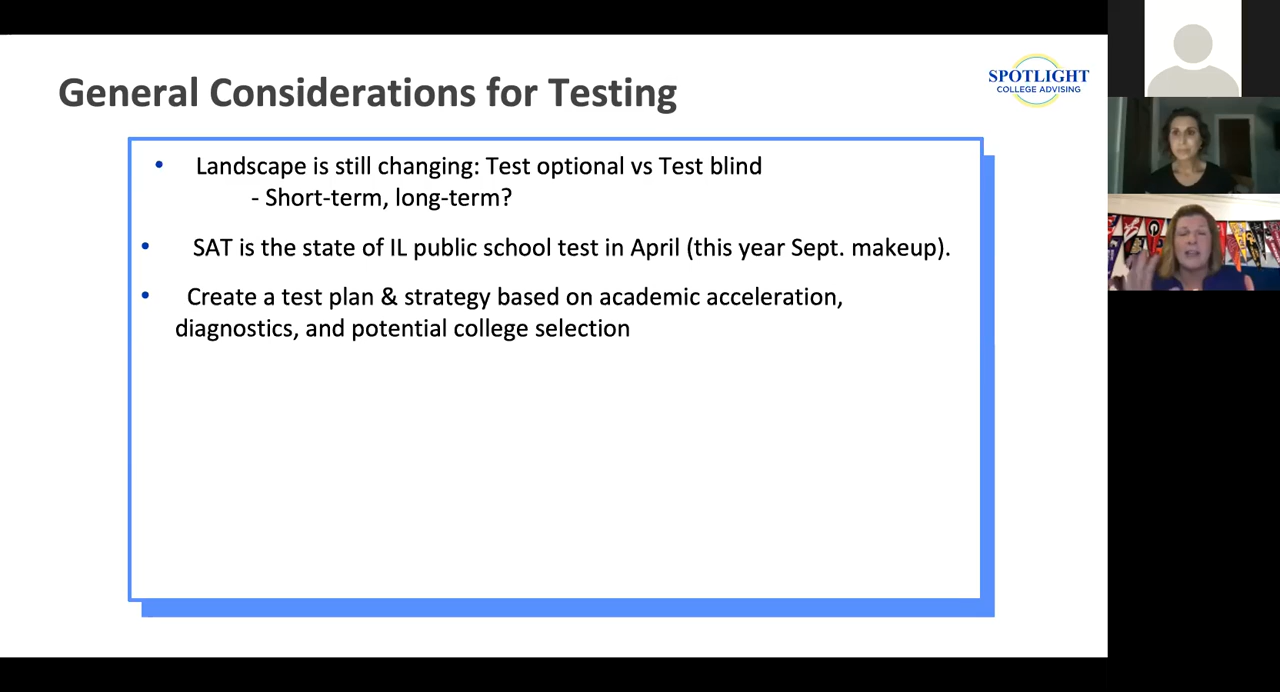 General Considerations for Testing
SPOTLIGHT
COLLEGE ADVISING
• Landscape is still changing: Test optional vs Test blind
- Short-term, long-term?
• SAT is the state of IL public school test in April (this year Sept. makeup).
• Create a test plan & strategy based on academic acceleration,
diagnostics, and potential college selection